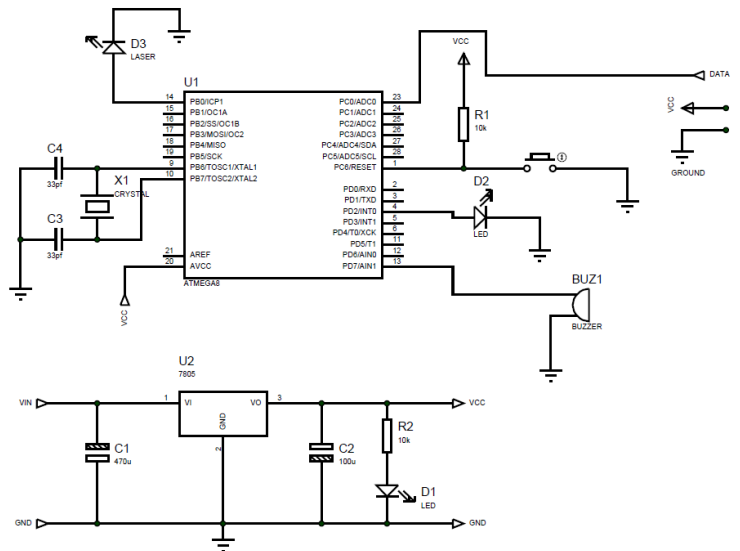 D3
LASER
VCC
DATA
U1
14 PB0/ICP1 PC0/ADC0 23
15 PB1/OC1A PC1/ADC1 24
16 PB2/SS/OC1B PC2/ADC2 25
17 PB3/MOSI/OC2 PC3/ADC3 26
18 PB4/MISO PC4/ADC4/SDA 27
19 PB5/SCK PC5/ADC5/SCL 28
9 PB6/TOSC1/XTAL1 PC6/RESET 1
10 PB7/TOSC2/XTAL2
PD0/RXD 2
PD1/TXD 3
PD2/INT0 4
PD3/INT1 5
PD4/T0/XCK 6
PD5/T1 11
21 AREF PD6/AIN0 12
20 AVCC PD7/AIN1 13
ATMEGA8
R1
10k
VCC
GROUND
C4
33pf
X1
CRYSTAL
C3
33pf
D2
LED
VCC
BUZ1
BUZZER
U2
7805
VIN
1 VI VO 3
GND
2
VCC
C1
470u
C2
100u
R2
10k
D1
LED
GND
GND